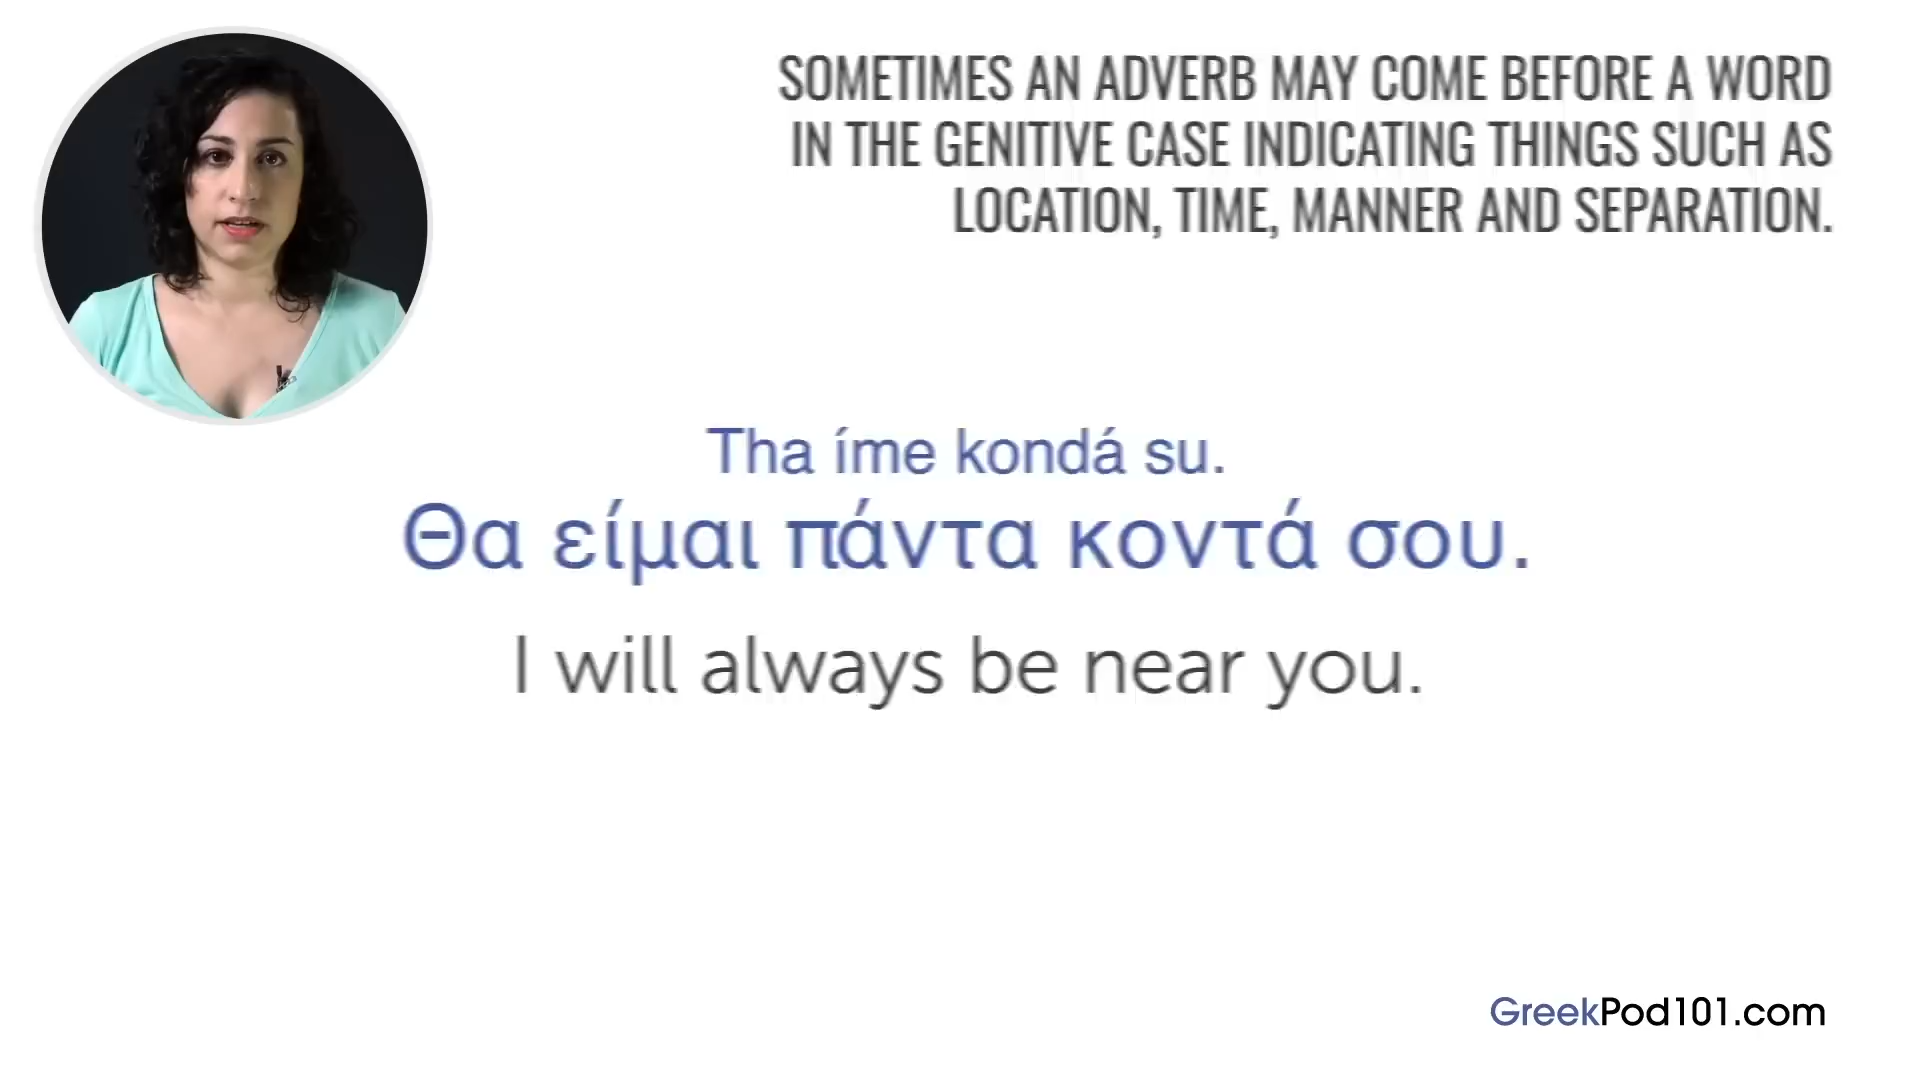 SOMETIMES AN ADVERB MAY COME BEFORE A WORD
IN THE GENITIVE CASE INDICATING THINGS SUCH AS
LOCATION, TIME, MANNER AND SEPARATION.
Tha íme kondá su.
Θα είμαι πάντα κοντά σου.
I will always be near you.
GreekPod101.com